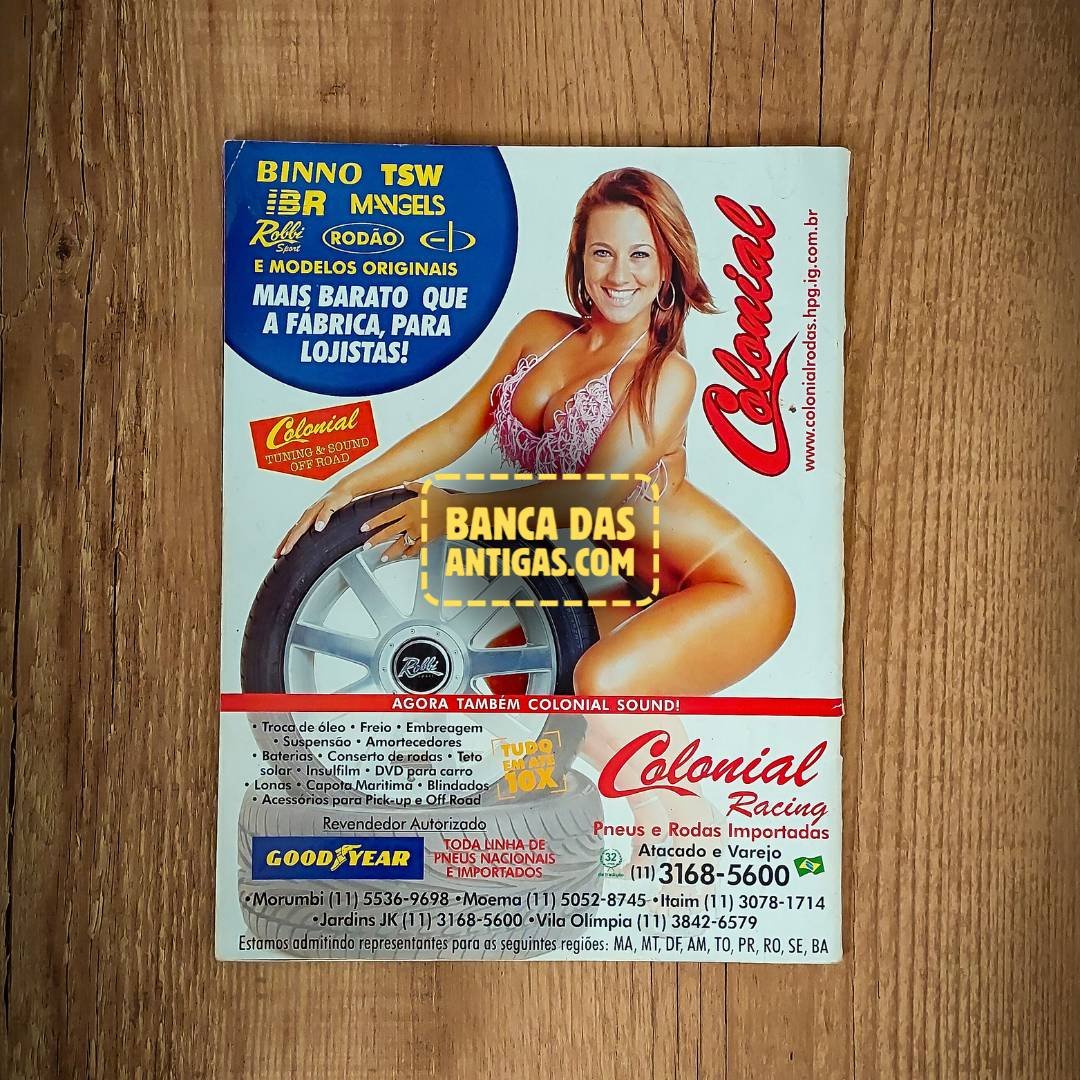 BINNO TSW
IBR MANGELS
Robbi Sport RODÃO
E MODELOS ORIGINAIS
MAIS BARATO QUE
A FÁBRICA, PARA
LOJISTAS!
Colonial
www.colonialrodas.hpg.ig.com.br
Colonial
TUNING & SOUND
OFF ROAD
BANCA DAS
ANTIGAS.COM
Robbi
AGORA TAMBÉM COLONIAL SOUND!
• Troca de óleo • Freio • Embreagem
• Suspensão • Amortecedores
• Baterias • Conserto de rodas • Teto
solar • Insulfilm • DVD para carro
• Lonas • Capota Maritima • Blindados
• Acessórios para Pick-up e Off Road
TUDO
EM ATÉ
10X
Revendedor Autorizado
GOODYEAR
TODA LINHA DE
PNEUS NACIONAIS
E IMPORTADOS
Colonial
Racing
Pneus e Rodas Importadas
Atacado e Varejo
32
(11) 3168-5600
•Morumbi (11) 5536-9698 •Moema (11) 5052-8745 •Itaim (11) 3078-1714
•Jardins JK (11) 3168-5600 •Vila Olímpia (11) 3842-6579
Estamos admitindo representantes para as seguintes regiões: MA, MT, DF, AM, TO, PR, RO, SE, BA